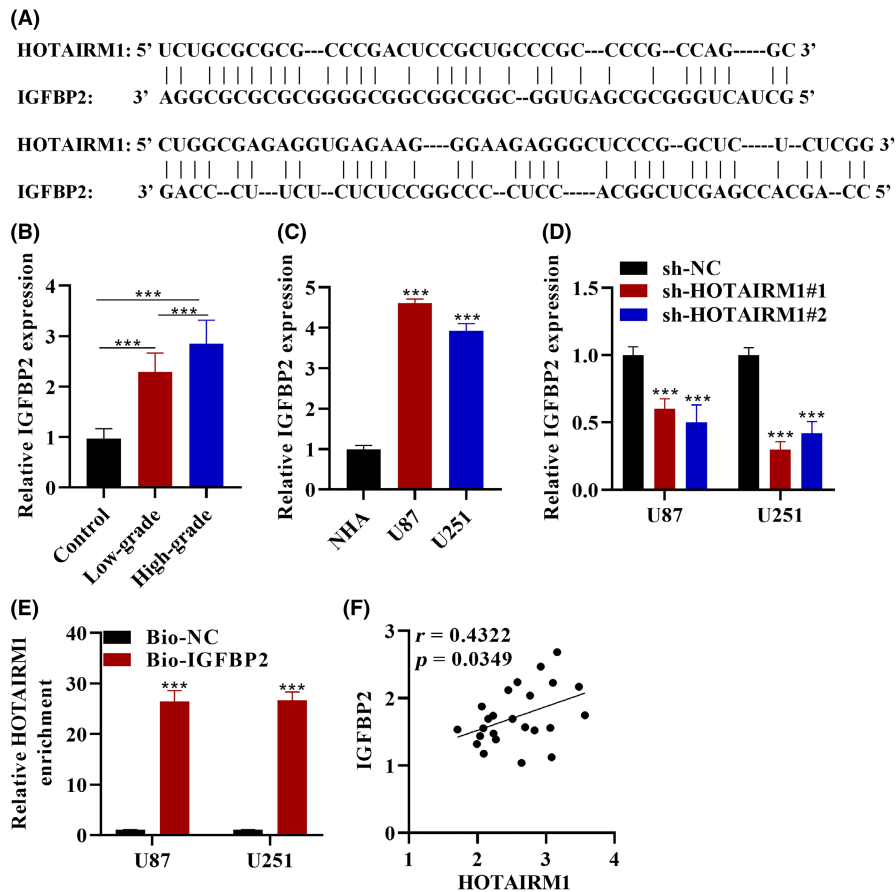 (A)
HOTAIRM1: 5' UCUGCGCGCG---CCCGACUCCGCUGCCCGC---CCCG--CCAG-----GC 3'
IGFBP2: 3' AGGCGCGCGCGGGGCGGCGGCGGC--GGUGAGCGCGGGUCAUCG 5'
HOTAIRM1: 5' CUGGCGAGAGGUGAGAAG----GGAAGAGGGCUCCCG--GCUC-----U--CUCGG 3'
IGFBP2: 3' GACC--CU--UCU--CUCUCCGGCCC--CUCC-----ACGGCUCGAGCCACGA--CC 5'
(B)
Relative IGFBP2 expression
4
3
2
1
0
***
***
***
Control
Low-grade
High-grade
(C)
Relative IGFBP2 expression
5
4
3
2
1
0
***
***
NHA
U87
U251
(D)
sh-NC
sh-HOTAIRM1#1
sh-HOTAIRM1#2
Relative IGFBP2 expression
1.5
1.0
0.5
0.0
***
***
***
***
U87
U251
(E)
Bio-NC
Bio-IGFBP2
Relative HOTAIRM1
enrichment
40
30
20
10
0
***
***
U87
U251
(F)
r = 0.4322
p = 0.0349
IGFBP2
3
2
1
0
1
2
3
4
HOTAIRM1